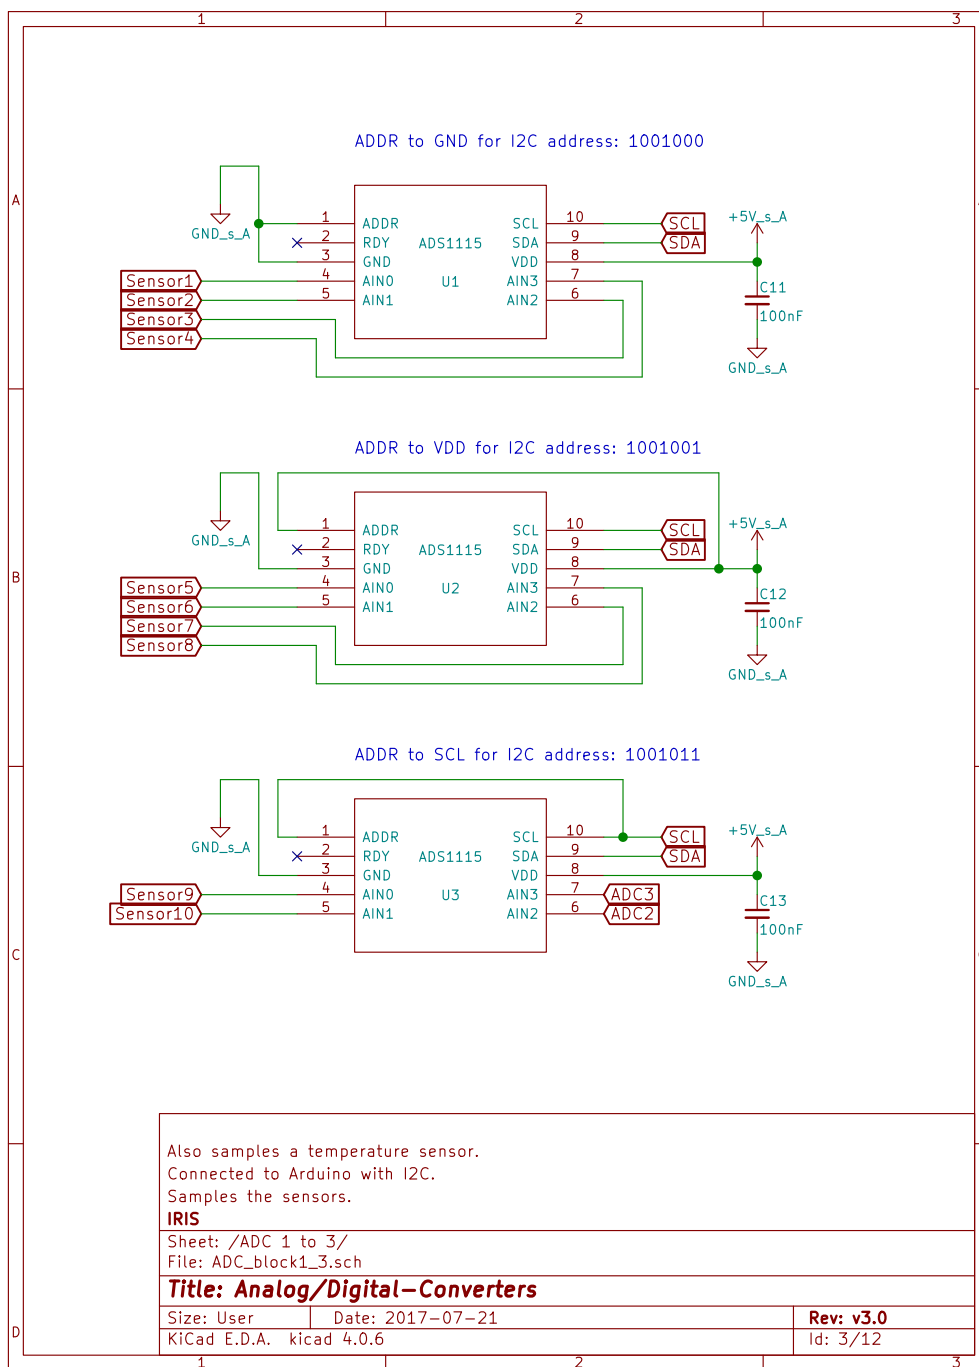 1 2 3
A
ADDR to GND for I2C address: 1001000
GND_s_A
1 ADDR SCL 10 SCL
2 RDY ADS1115 SDA 9 SDA
3 GND VDD 8
Sensor1 4 AIN0 U1 AIN3 7
Sensor2 5 AIN1 AIN2 6
Sensor3
Sensor4
+5V_s_A
C11
100nF
GND_s_A
B
ADDR to VDD for I2C address: 1001001
GND_s_A
1 ADDR SCL 10 SCL
2 RDY ADS1115 SDA 9 SDA
3 GND VDD 8
Sensor5 4 AIN0 U2 AIN3 7
Sensor6 5 AIN1 AIN2 6
Sensor7
Sensor8
+5V_s_A
C12
100nF
GND_s_A
C
ADDR to SCL for I2C address: 1001011
GND_s_A
1 ADDR SCL 10 SCL
2 RDY ADS1115 SDA 9 SDA
3 GND VDD 8
Sensor9 4 AIN0 U3 AIN3 7 ADC3
Sensor10 5 AIN1 AIN2 6 ADC2
+5V_s_A
C13
100nF
GND_s_A
D
Also samples a temperature sensor.
Connected to Arduino with I2C.
Samples the sensors.
IRIS
Sheet: /ADC 1 to 3/
File: ADC_block1_3.sch
Title: Analog/Digital-Converters
Size: User Date: 2017-07-21 Rev: v3.0
KiCad E.D.A. kicad 4.0.6 Id: 3/12
1 2 3